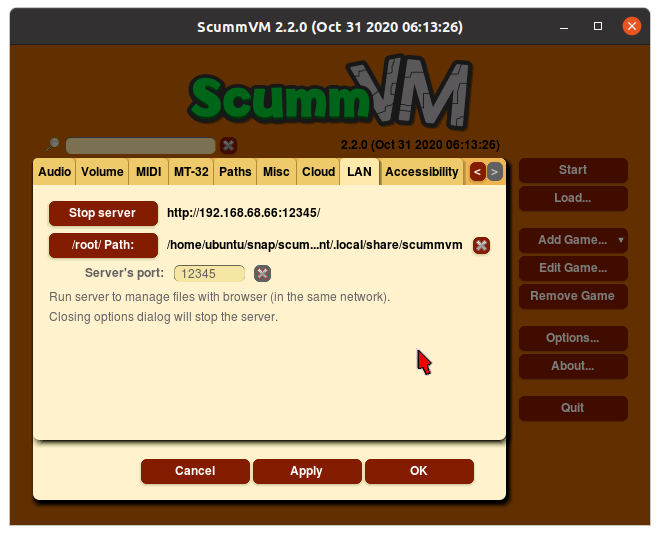 ScummVM 2.2.0 (Oct 31 2020 06:13:26)
ScummVM
2.2.0 (Oct 31 2020 06:13:26)
Audio Volume MIDI MT-32 Paths Misc Cloud LAN Accessibility < >
Stop server http://192.168.68.66:12345/
/root/ Path: /home/ubuntu/snap/scum...nt/.local/share/scummvm
Server's port: 12345
Run server to manage files with browser (in the same network).
Closing options dialog will stop the server.
Cancel Apply OK
Start
Load...
Add Game...
Edit Game...
Remove Game
Options...
About...
Quit